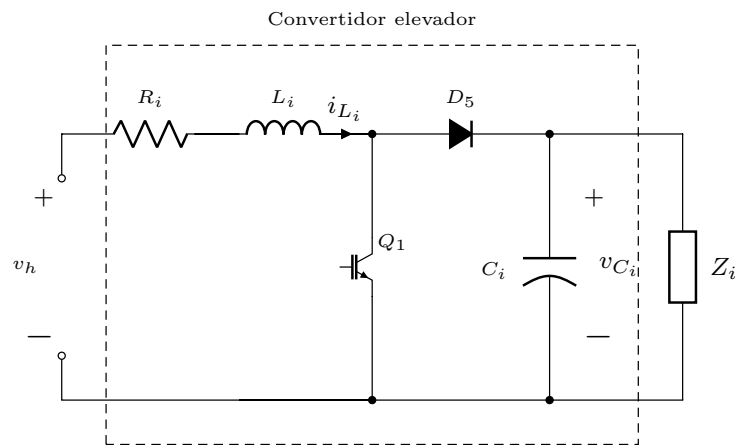 Convertidor elevador
R_i
L_i
i_{L_i}
D_5
+
v_h
−
Q_1
C_i
+
v_{C_i}
−
Z_i